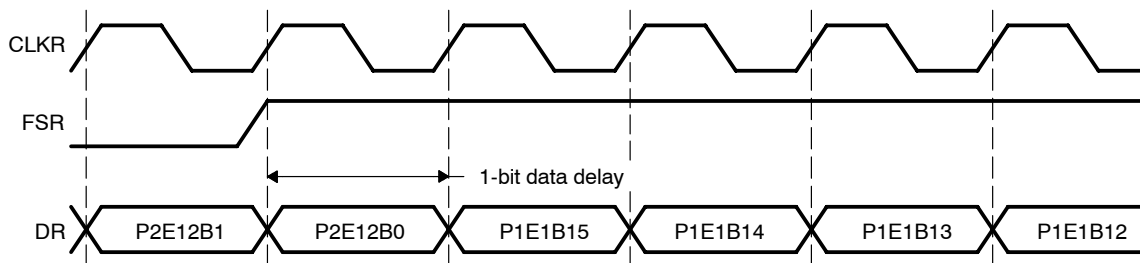 CLKR
FSR
1-bit data delay
DR P2E12B1 P2E12B0 P1E1B15 P1E1B14 P1E1B13 P1E1B12